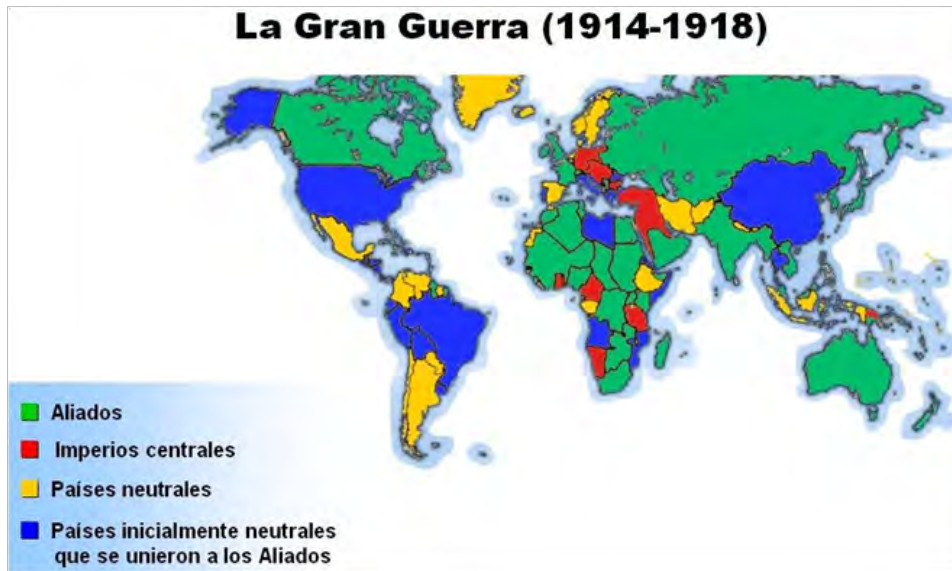 La Gran Guerra (1914-1918)
Aliados
Imperios centrales
Países neutrales
Países inicialmente neutrales
que se unieron a los Aliados